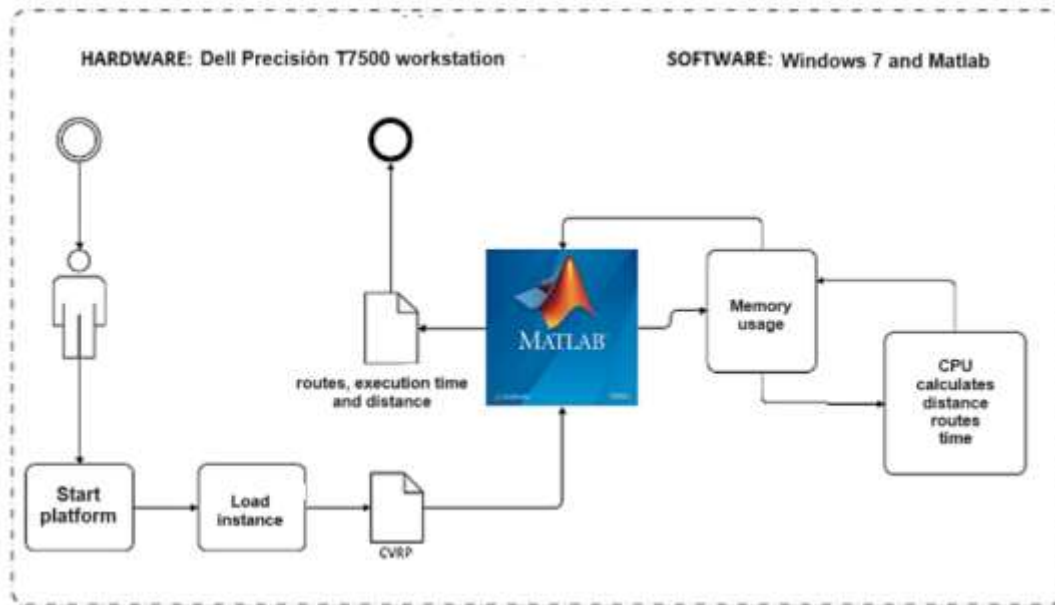 HARDWARE: Dell Precisión T7500 workstation
SOFTWARE: Windows 7 and Matlab
routes, execution time
and distance
MATLAB
Memory
usage
CPU
calculates
distance
routes
time
Start
platform
Load
instance
CVRP